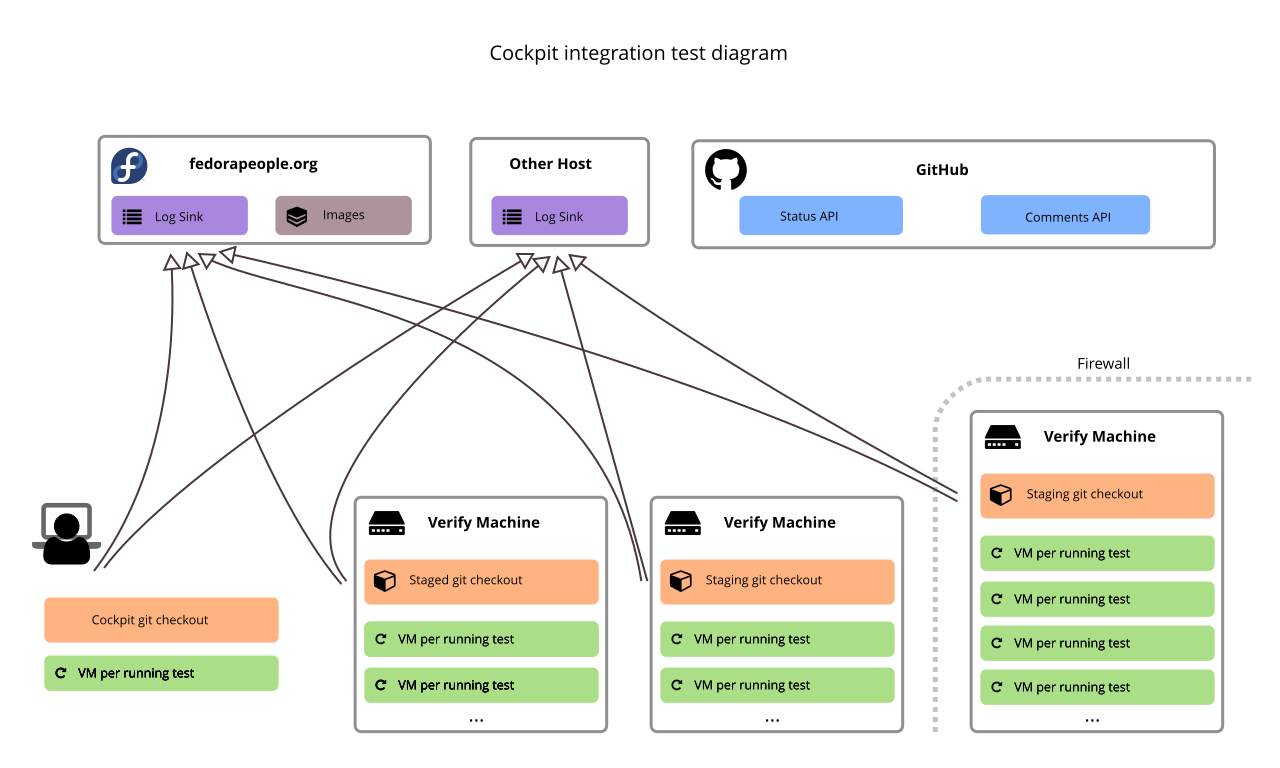 Cockpit integration test diagram
fedorapeople.org
Log Sink
Images
Other Host
Log Sink
GitHub
Status API
Comments API
Firewall
Cockpit git checkout
VM per running test
Verify Machine
Staged git checkout
VM per running test
VM per running test
...
Verify Machine
Staging git checkout
VM per running test
VM per running test
...
Verify Machine
Staging git checkout
VM per running test
VM per running test
VM per running test
VM per running test
...